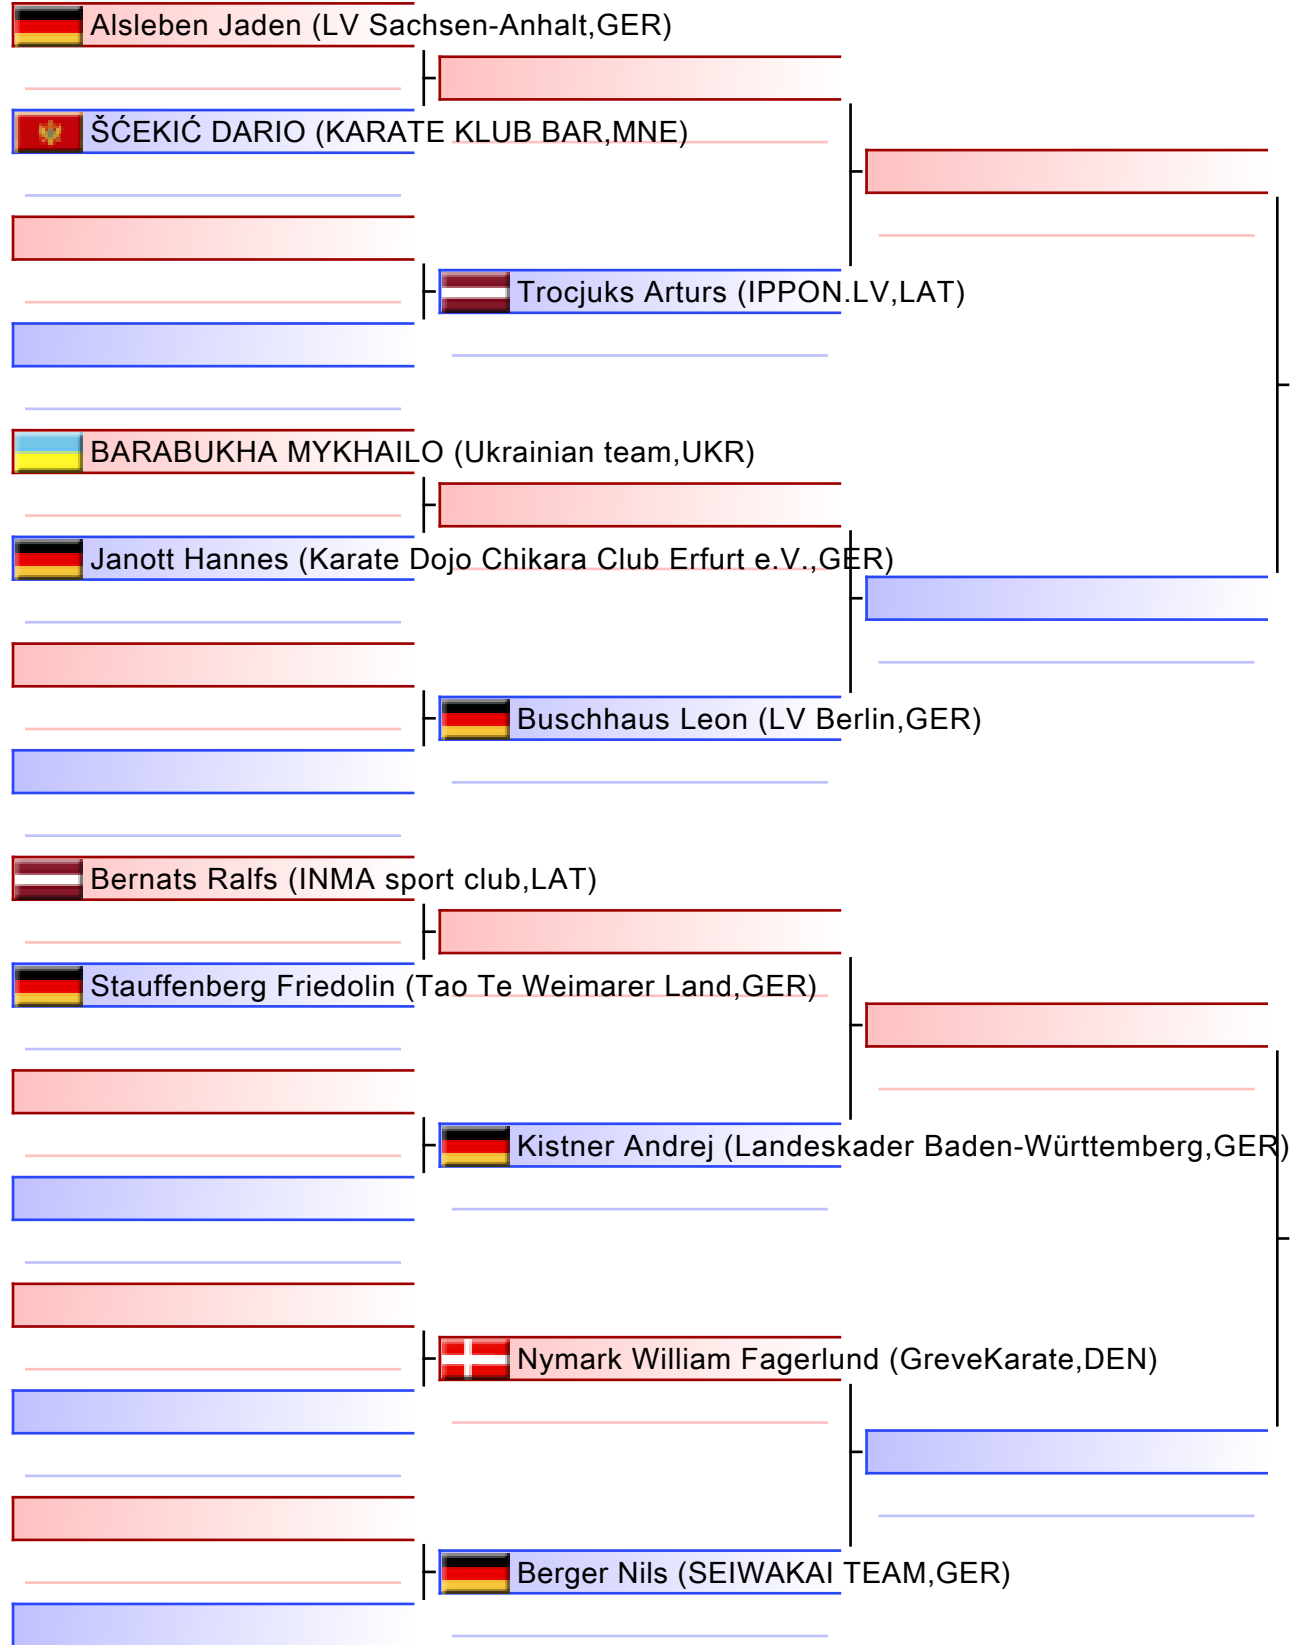 Alsleben Jaden (LV Sachsen-Anhalt,GER)
ŠĆEKIĆ DARIO (KARATE KLUB BAR,MNE)
Trocjuks Arturs (IPPON.LV,LAT)
BARABUKHA MYKHAILO (Ukrainian team,UKR)
Janott Hannes (Karate Dojo Chikara Club Erfurt e.V.,GER)
Buschhaus Leon (LV Berlin,GER)
Bernats Ralfs (INMA sport club,LAT)
Stauffenberg Friedolin (Tao Te Weimarer Land,GER)
Kistner Andrej (Landeskader Baden-Württemberg,GER)
Nymark William Fagerlund (GreveKarate,DEN)
Berger Nils (SEIWAKAI TEAM,GER)